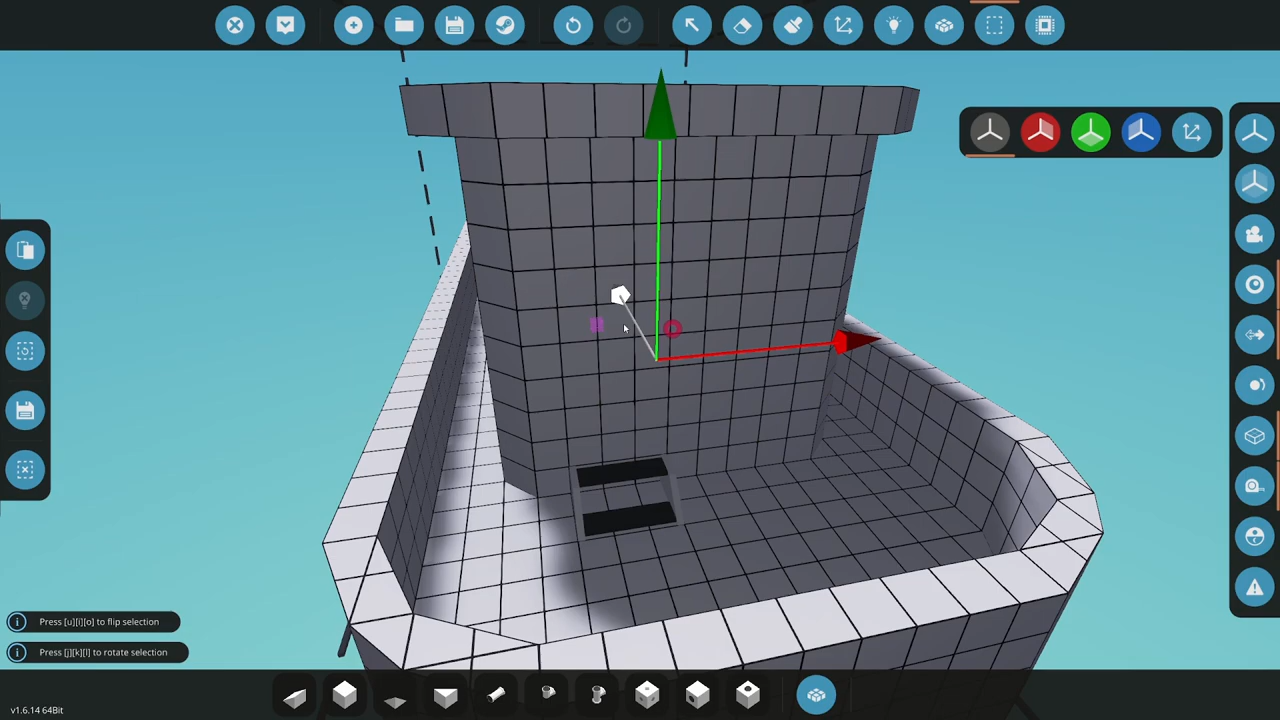 Press [u][i][o] to flip selection
Press [j][k][l] to rotate selection
v1.6.14 64Bit